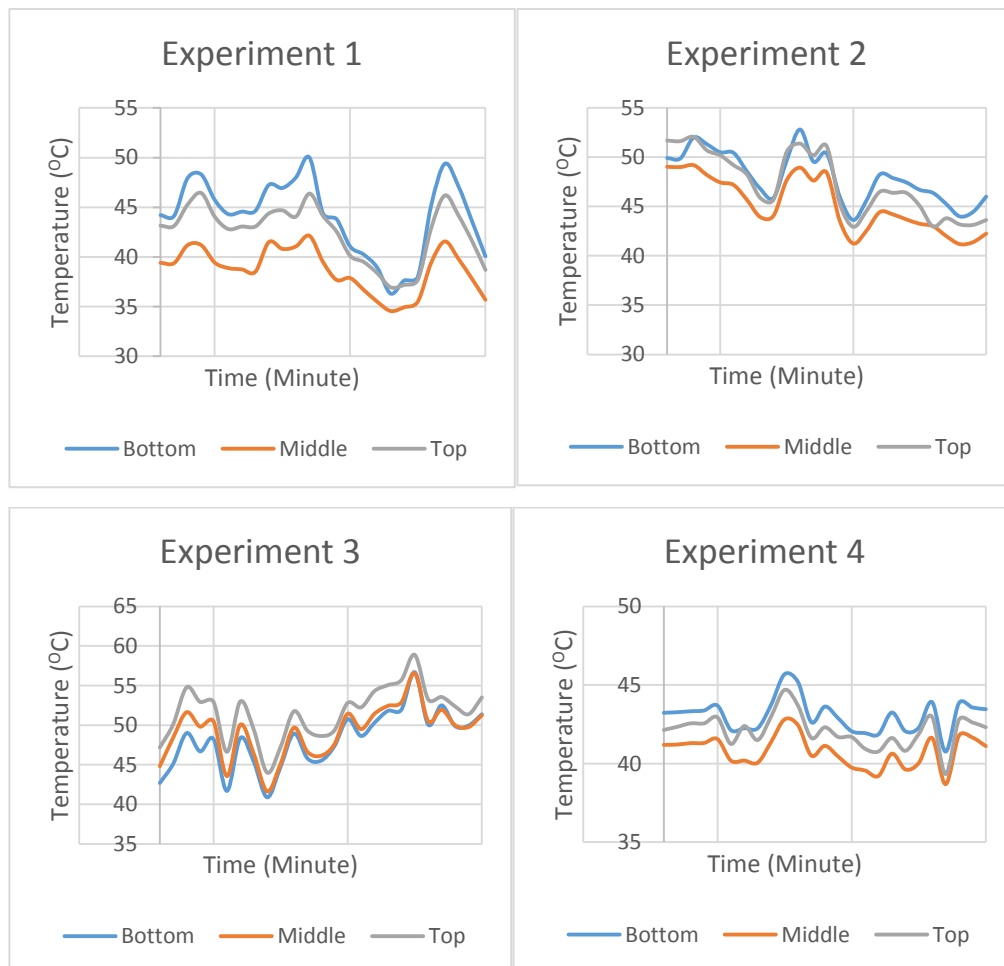 Experiment 1
55
50
45
40
35
30
Temperature (ᴼC)
Time (Minute)
Bottom Middle Top
Experiment 2
55
50
45
40
35
30
Temperature (ᴼC)
Time (Minute)
Bottom Middle Top
Experiment 3
65
60
55
50
45
40
35
Temperature (ᴼC)
Time (Minute)
Bottom Middle Top
Experiment 4
50
45
40
35
Temperature (ᴼC)
Time (Minute)
Bottom Middle Top